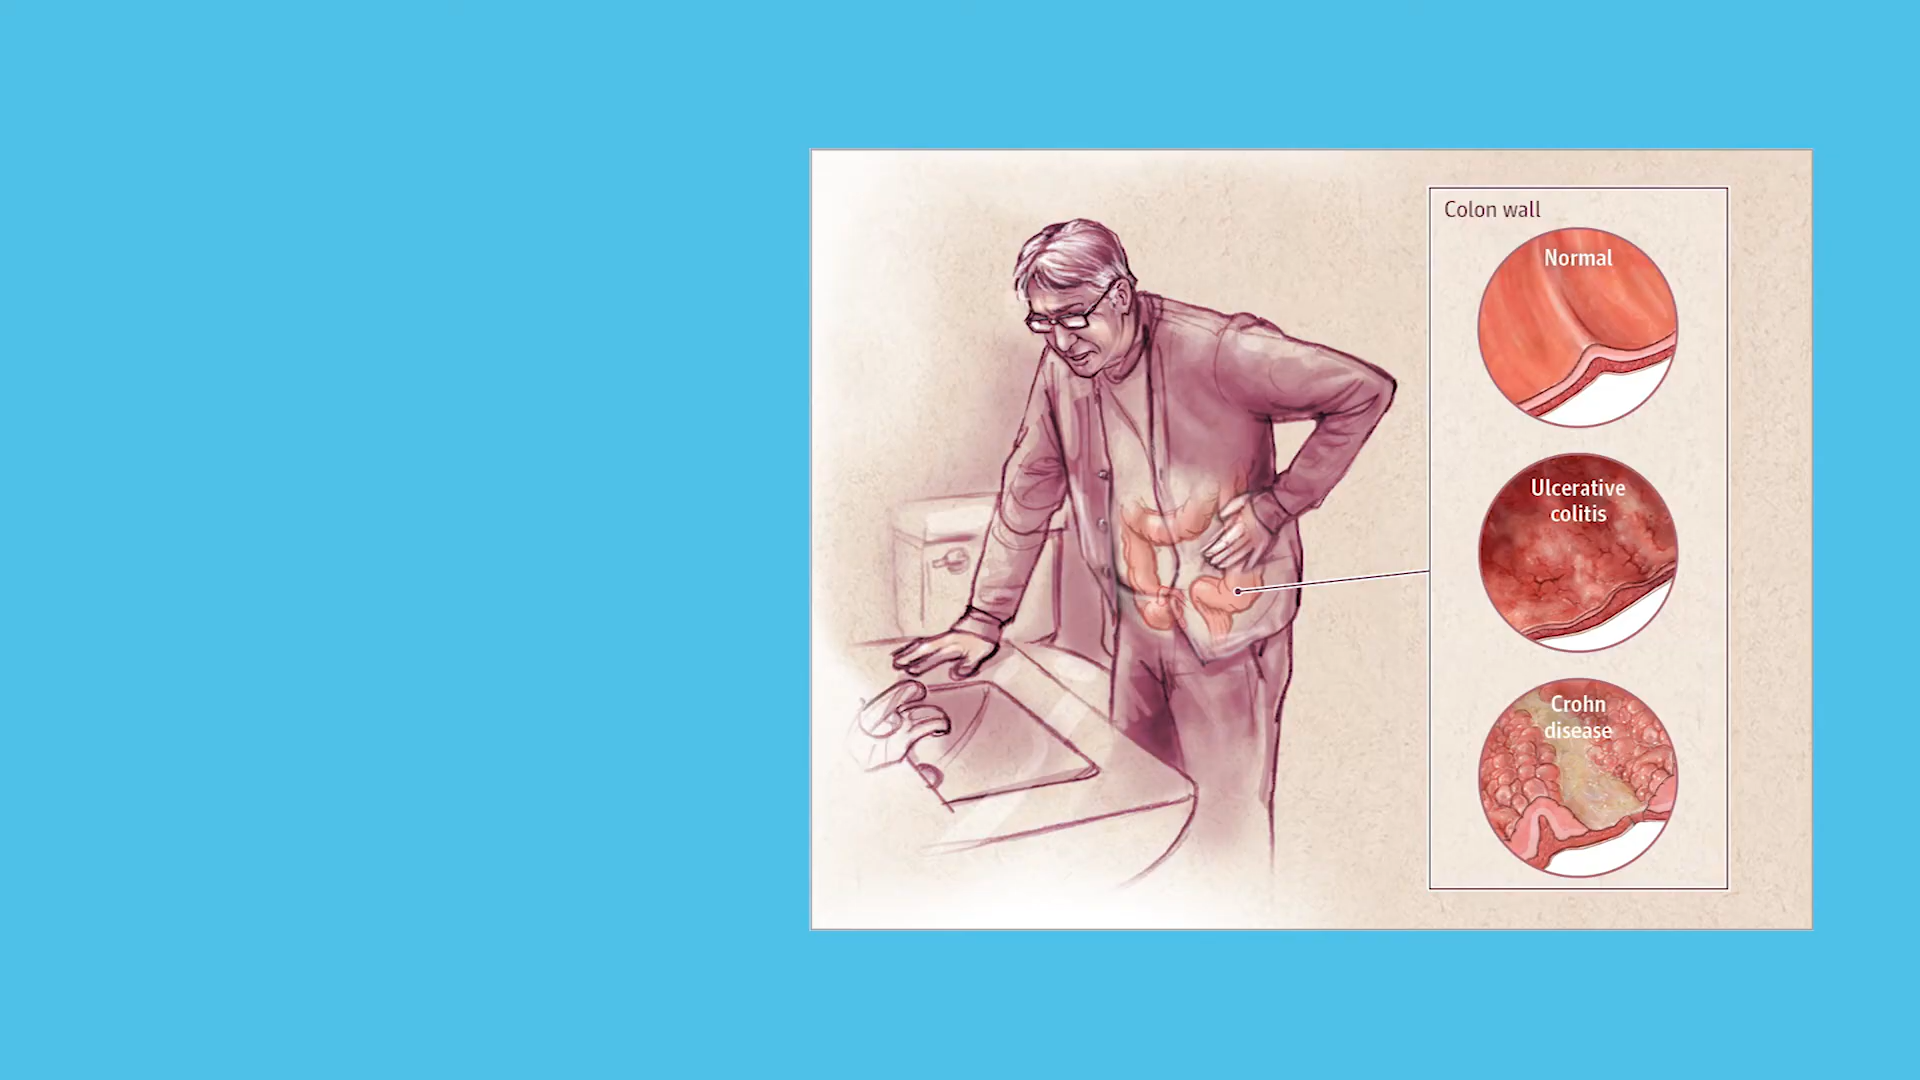 Colon wall
Normal
Ulcerative
colitis
Crohn
disease